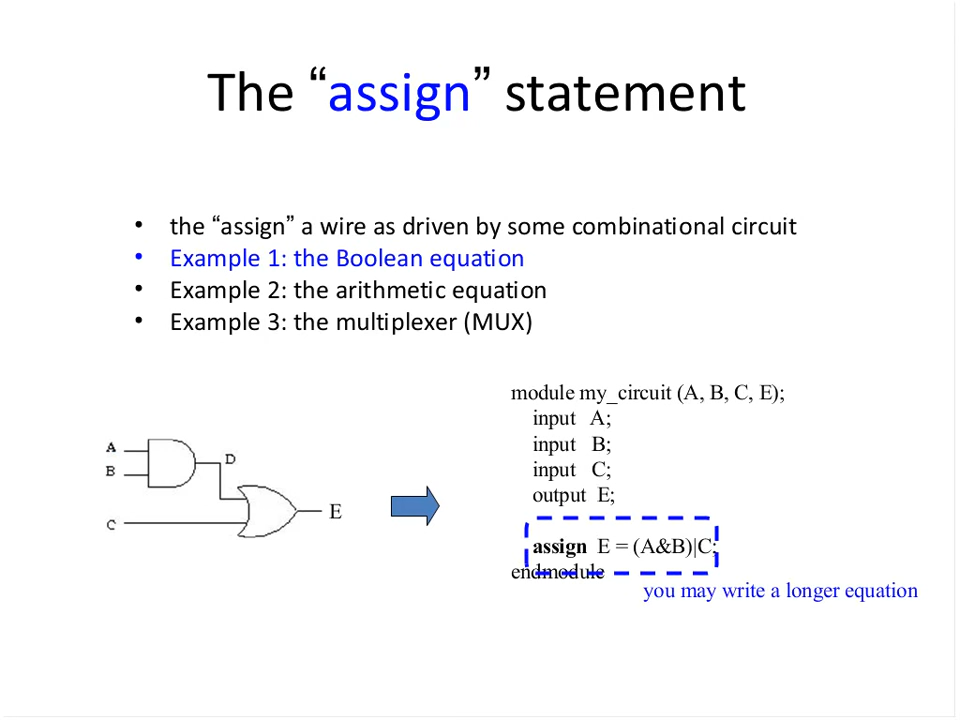 The “assign” statement
• the “assign” a wire as driven by some combinational circuit
• Example 1: the Boolean equation
• Example 2: the arithmetic equation
• Example 3: the multiplexer (MUX)
A
B
D
C
E
module my_circuit (A, B, C, E);
input A;
input B;
input C;
output E;
assign E = (A&B)|C;
endmodule
you may write a longer equation